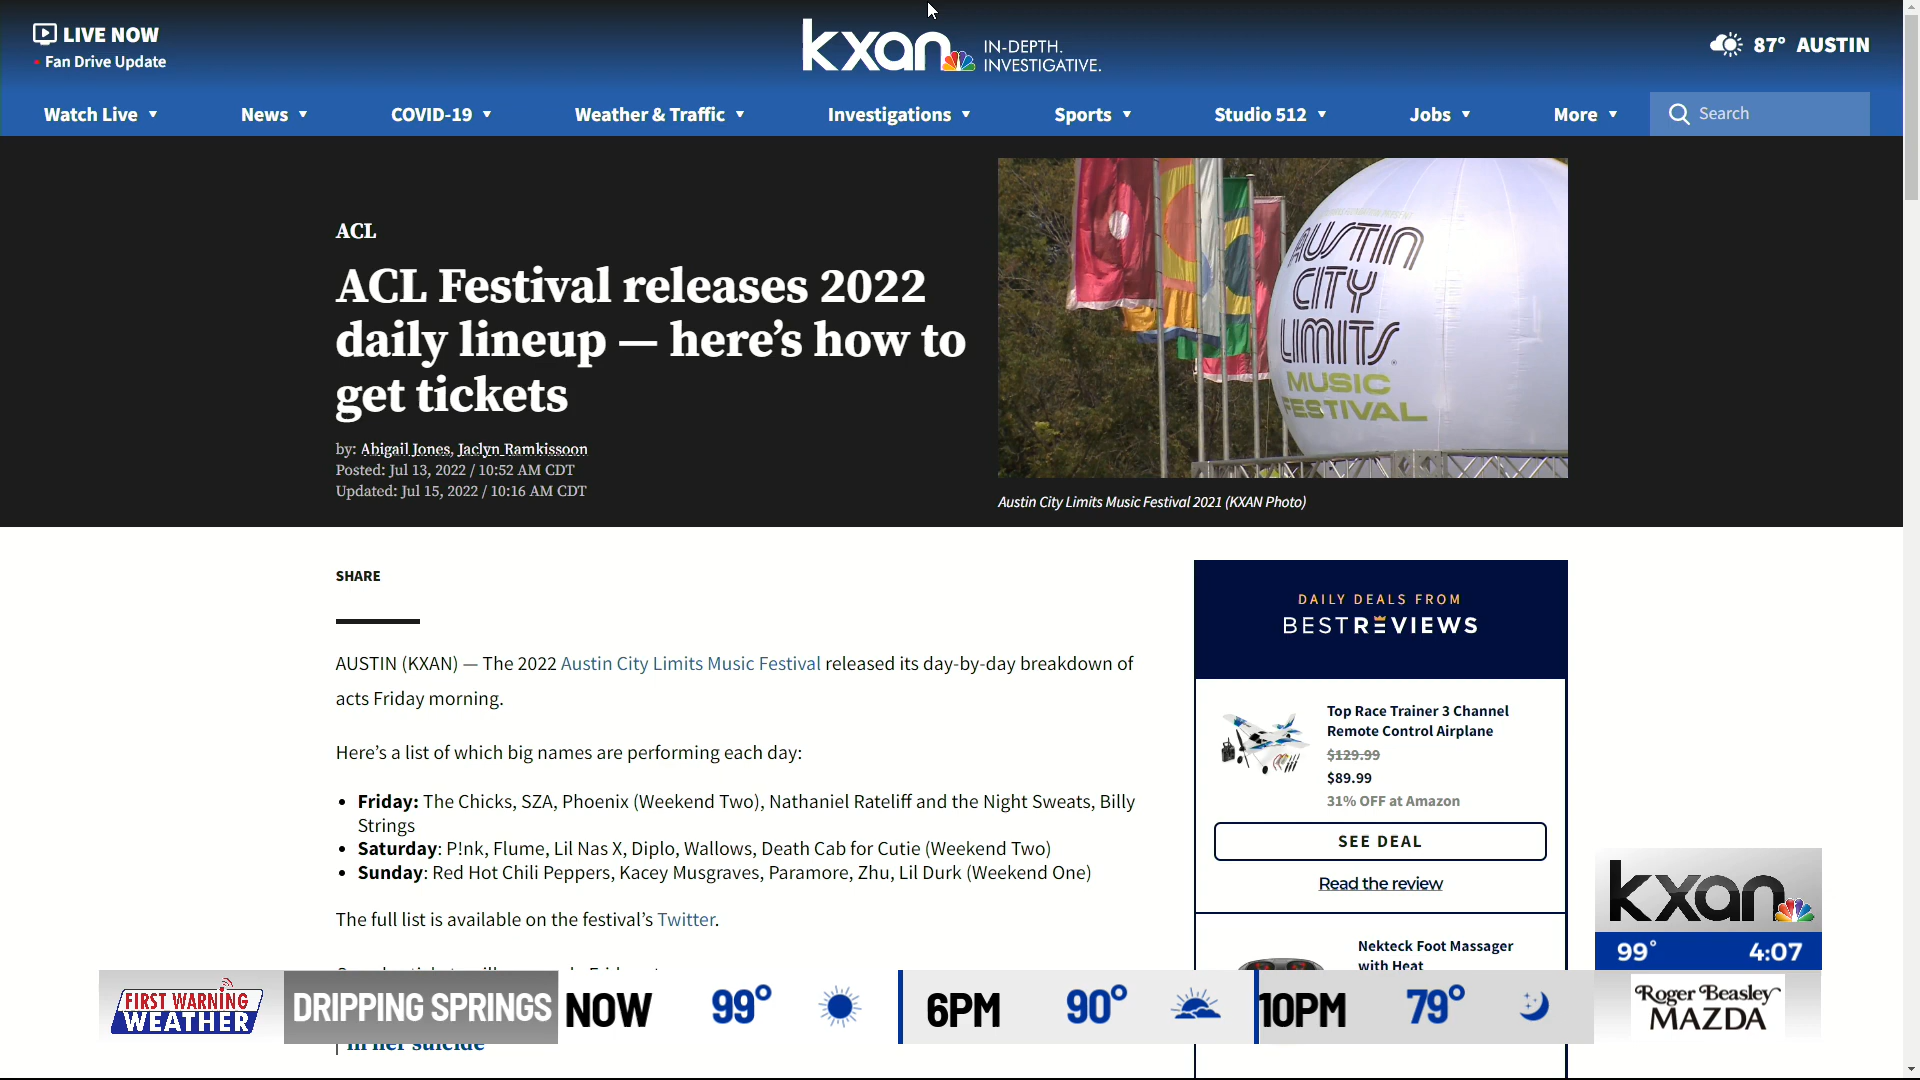 LIVE NOW
Fan Drive Update
kxan
IN-DEPTH.
INVESTIGATIVE.
87° AUSTIN
Watch Live News COVID-19 Weather & Traffic Investigations Sports Studio 512 Jobs More Search
ACL
ACL Festival releases 2022
daily lineup — here’s how to
get tickets
by: Abigail Jones, Jaclyn Ramkissoon
Posted: Jul 13, 2022 / 10:52 AM CDT
Updated: Jul 15, 2022 / 10:16 AM CDT
AUSTIN
CITY
LIMITS
MUSIC
FESTIVAL
Austin City Limits Music Festival 2021 (KXAN Photo)
SHARE
AUSTIN (KXAN) — The 2022 Austin City Limits Music Festival released its day-by-day breakdown of
acts Friday morning.
Here’s a list of which big names are performing each day:
• Friday: The Chicks, SZA, Phoenix (Weekend Two), Nathaniel Rateliff and the Night Sweats, Billy
Strings
• Saturday: P!nk, Flume, Lil Nas X, Diplo, Wallows, Death Cab for Cutie (Weekend Two)
• Sunday: Red Hot Chili Peppers, Kacey Musgraves, Paramore, Zhu, Lil Durk (Weekend One)
The full list is available on the festival’s Twitter.
in her suicide
DAILY DEALS FROM
BESTREVIEWS
Top Race Trainer 3 Channel
Remote Control Airplane
$129.99
$89.99
31% OFF at Amazon
SEE DEAL
Read the review
Nekteck Foot Massager
with Heat
kxan
99° 4:07
FIRST WARNING
WEATHER
DRIPPING SPRINGS
NOW 99°
6PM 90°
10PM 79°
Roger Beasley
MAZDA